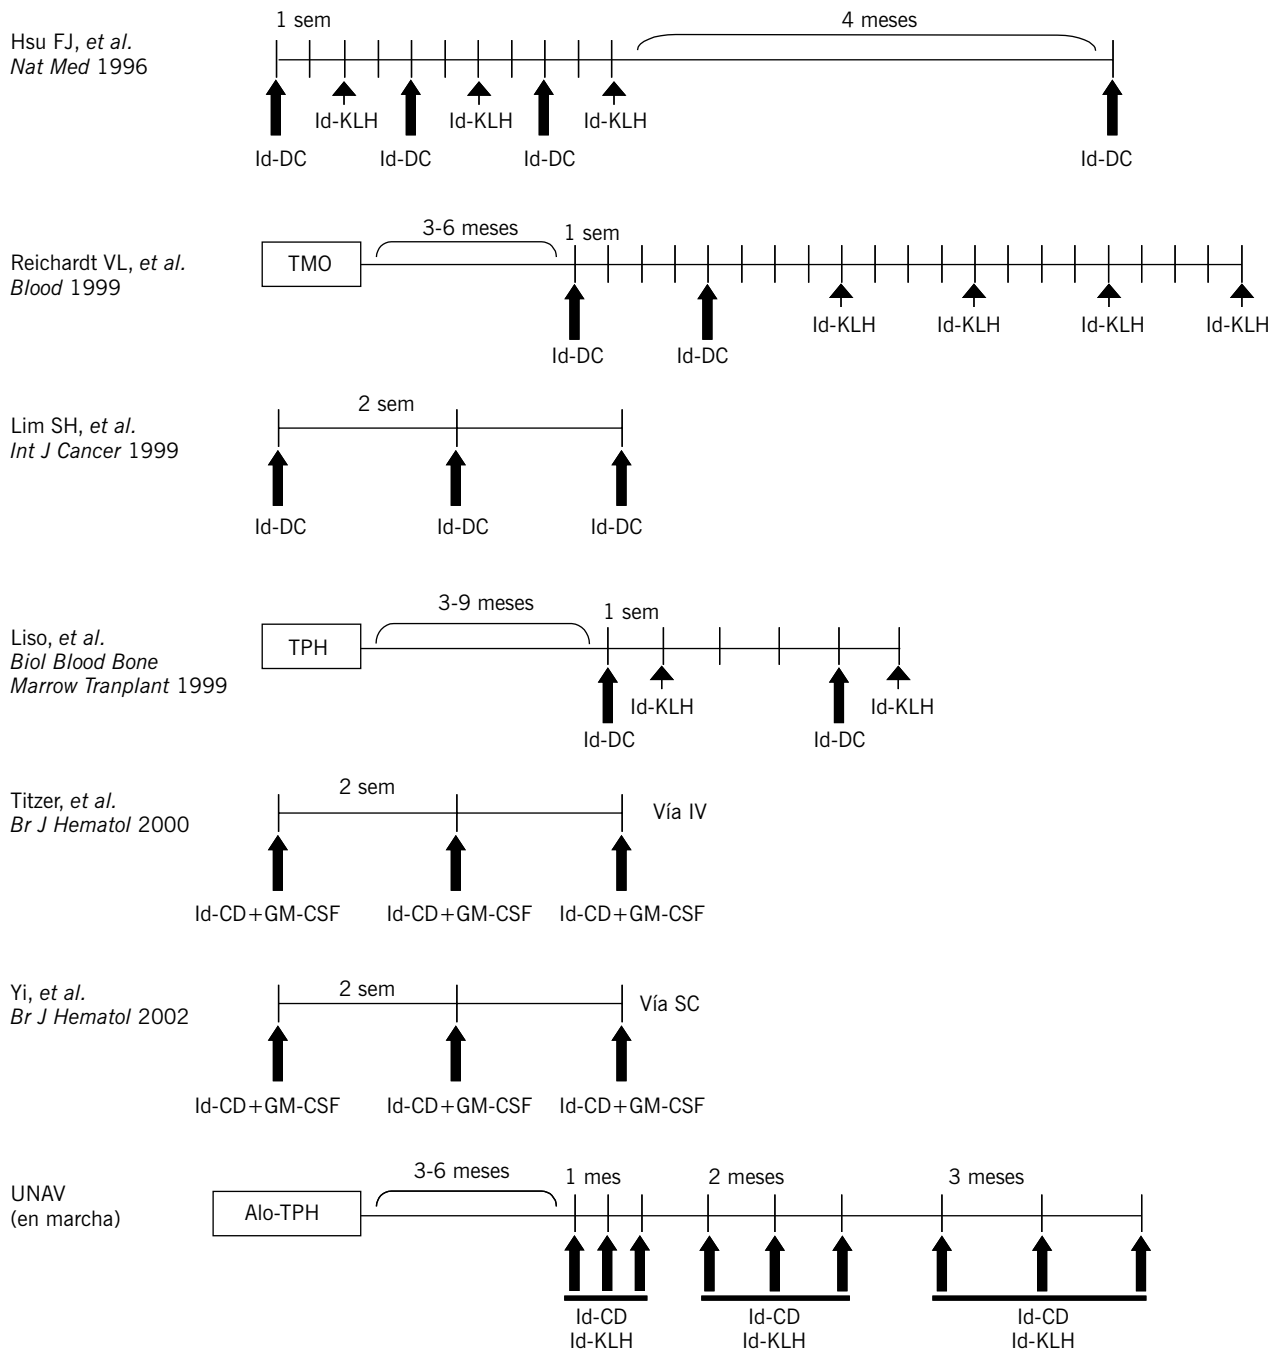 Hsu FJ, et al.
Nat Med 1996
1 sem
4 meses
Id-KLH Id-KLH Id-KLH
Id-DC Id-DC Id-DC Id-DC
Reichardt VL, et al.
Blood 1999
TMO
3-6 meses
1 sem
Id-KLH Id-KLH Id-KLH Id-KLH
Id-DC Id-DC
Lim SH, et al.
Int J Cancer 1999
2 sem
Id-DC Id-DC Id-DC
Liso, et al.
Biol Blood Bone
Marrow Tranplant 1999
TPH
3-9 meses
1 sem
Id-KLH Id-KLH
Id-DC Id-DC
Titzer, et al.
Br J Hematol 2000
2 sem
Vía IV
Id-CD+GM-CSF Id-CD+GM-CSF Id-CD+GM-CSF
Yi, et al.
Br J Hematol 2002
2 sem
Vía SC
Id-CD+GM-CSF Id-CD+GM-CSF Id-CD+GM-CSF
UNAV
(en marcha)
Alo-TPH
3-6 meses
1 mes
2 meses
3 meses
Id-CD Id-CD Id-CD
Id-KLH Id-KLH Id-KLH